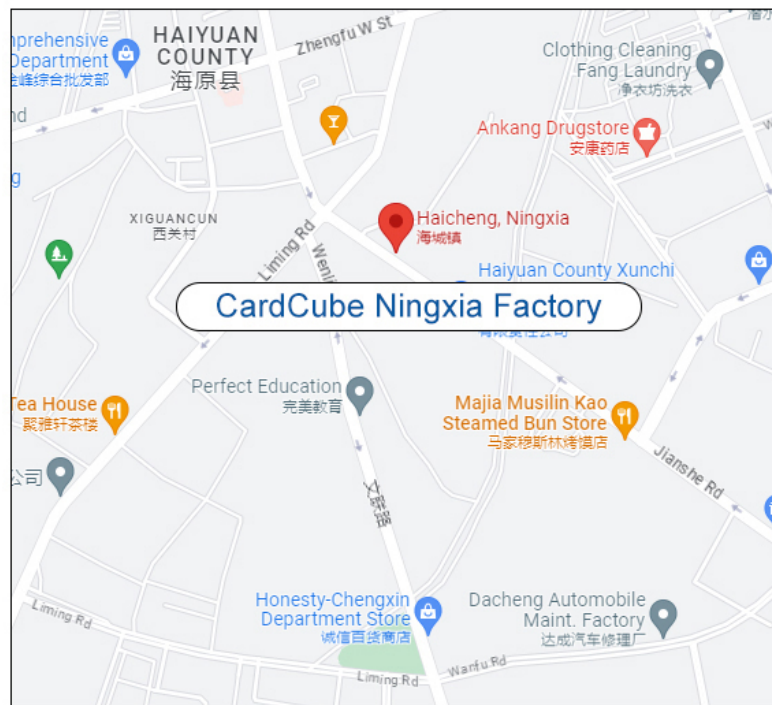 HAIYUAN
COUNTY
海原县
Zhengfu W St
Department
金峰综合批发部
Clothing Cleaning
Fang Laundry
净衣坊洗衣
Ankang Drugstore
安康药店
XIGUANCUN
西关村
Liming Rd
Haicheng, Ningxia
海城镇
Haiyuan County Xunchi
CardCube Ningxia Factory
Perfect Education
完美教育
Tea House
聚雅轩茶楼
公司
Majia Musilin Kao
Steamed Bun Store
马家穆斯林烤馍店
Jianshe Rd
文联路
Liming Rd
Honesty-Chengxin
Department Store
诚信百货商店
Dacheng Automobile
Maint. Factory
达成汽车修理厂
Wanfu Rd
Liming Rd